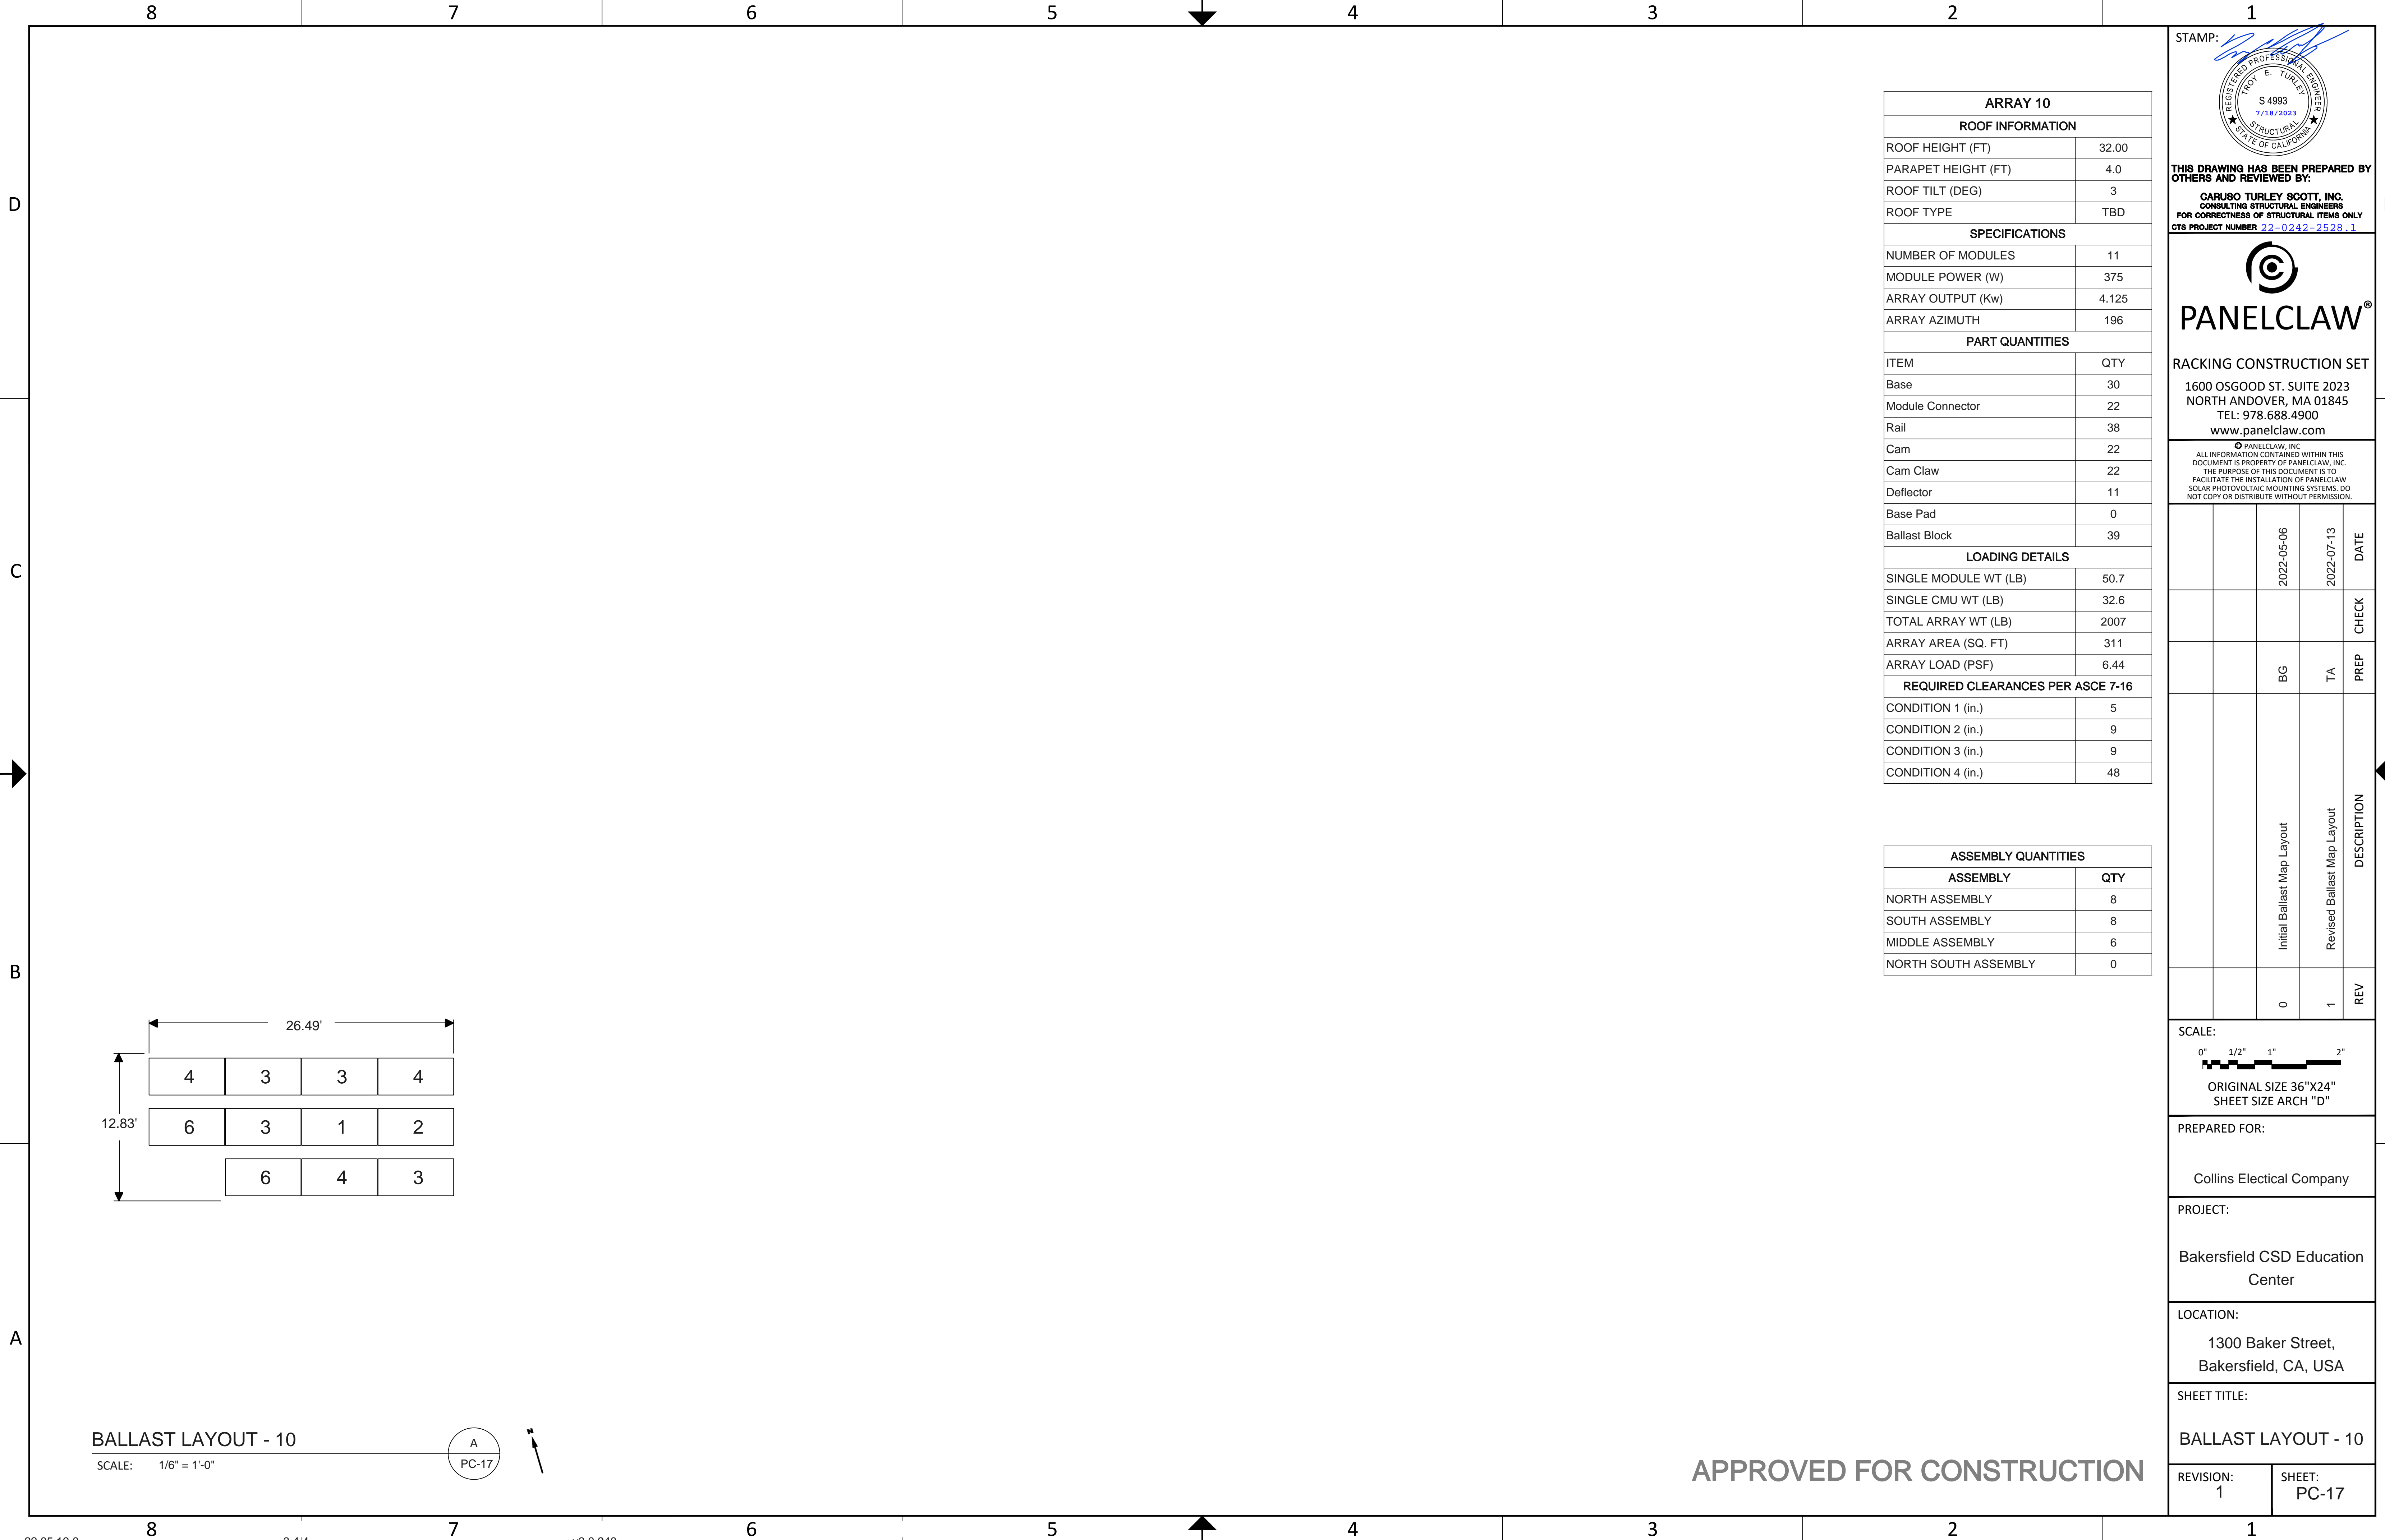 8 7 6 5 4 3 2 1
D
C
B
A
ARRAY 10
ROOF INFORMATION
ROOF HEIGHT (FT) 32.00
PARAPET HEIGHT (FT) 4.0
ROOF TILT (DEG) 3
ROOF TYPE TBD
SPECIFICATIONS
NUMBER OF MODULES 11
MODULE POWER (W) 375
ARRAY OUTPUT (Kw) 4.125
ARRAY AZIMUTH 196
PART QUANTITIES
ITEM QTY
Base 30
Module Connector 22
Rail 38
Cam 22
Cam Claw 22
Deflector 11
Base Pad 0
Ballast Block 39
LOADING DETAILS
SINGLE MODULE WT (LB) 50.7
SINGLE CMU WT (LB) 32.6
TOTAL ARRAY WT (LB) 2007
ARRAY AREA (SQ. FT) 311
ARRAY LOAD (PSF) 6.44
REQUIRED CLEARANCES PER ASCE 7-16
CONDITION 1 (in.) 5
CONDITION 2 (in.) 9
CONDITION 3 (in.) 9
CONDITION 4 (in.) 48
ASSEMBLY QUANTITIES
ASSEMBLY QTY
NORTH ASSEMBLY 8
SOUTH ASSEMBLY 8
MIDDLE ASSEMBLY 6
NORTH SOUTH ASSEMBLY 0
26.49'
12.83'
4 3 3 4
6 3 1 2
6 4 3
BALLAST LAYOUT - 10
SCALE: 1/6" = 1'-0"
A
PC-17
N
APPROVED FOR CONSTRUCTION
STAMP:
REGISTERED PROFESSIONAL ENGINEER
TROY E. TURLEY
S 4993
7/18/2023
STRUCTURAL
STATE OF CALIFORNIA
THIS DRAWING HAS BEEN PREPARED BY
OTHERS AND REVIEWED BY:
CARUSO TURLEY SCOTT, INC.
CONSULTING STRUCTURAL ENGINEERS
FOR CORRECTNESS OF STRUCTURAL ITEMS ONLY
CTS PROJECT NUMBER 22-0242-2528.1
PANELCLAW®
RACKING CONSTRUCTION SET
1600 OSGOOD ST. SUITE 2023
NORTH ANDOVER, MA 01845
TEL: 978.688.4900
www.panelclaw.com
© PANELCLAW, INC
ALL INFORMATION CONTAINED WITHIN THIS
DOCUMENT IS PROPERTY OF PANELCLAW, INC.
THE PURPOSE OF THIS DOCUMENT IS TO
FACILITATE THE INSTALLATION OF PANELCLAW
SOLAR PHOTOVOLTAIC MOUNTING SYSTEMS. DO
NOT COPY OR DISTRIBUTE WITHOUT PERMISSION.
REV DESCRIPTION PREP CHECK DATE
1 Revised Ballast Map Layout TA 2022-07-13
0 Initial Ballast Map Layout BG 2022-05-06
SCALE:
0" 1/2" 1" 2"
ORIGINAL SIZE 36"X24"
SHEET SIZE ARCH "D"
PREPARED FOR:
Collins Electical Company
PROJECT:
Bakersfield CSD Education
Center
LOCATION:
1300 Baker Street,
Bakersfield, CA, USA
SHEET TITLE:
BALLAST LAYOUT - 10
REVISION:
1
SHEET:
PC-17
8 7 6 5 4 3 2 1